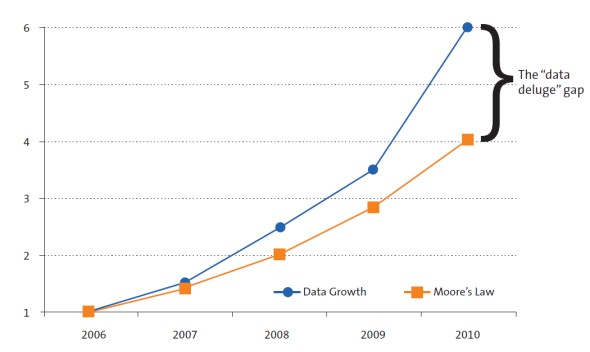 6
5
4
3
2
1
The “data
deluge” gap
Data Growth
Moore’s Law
2006
2007
2008
2009
2010